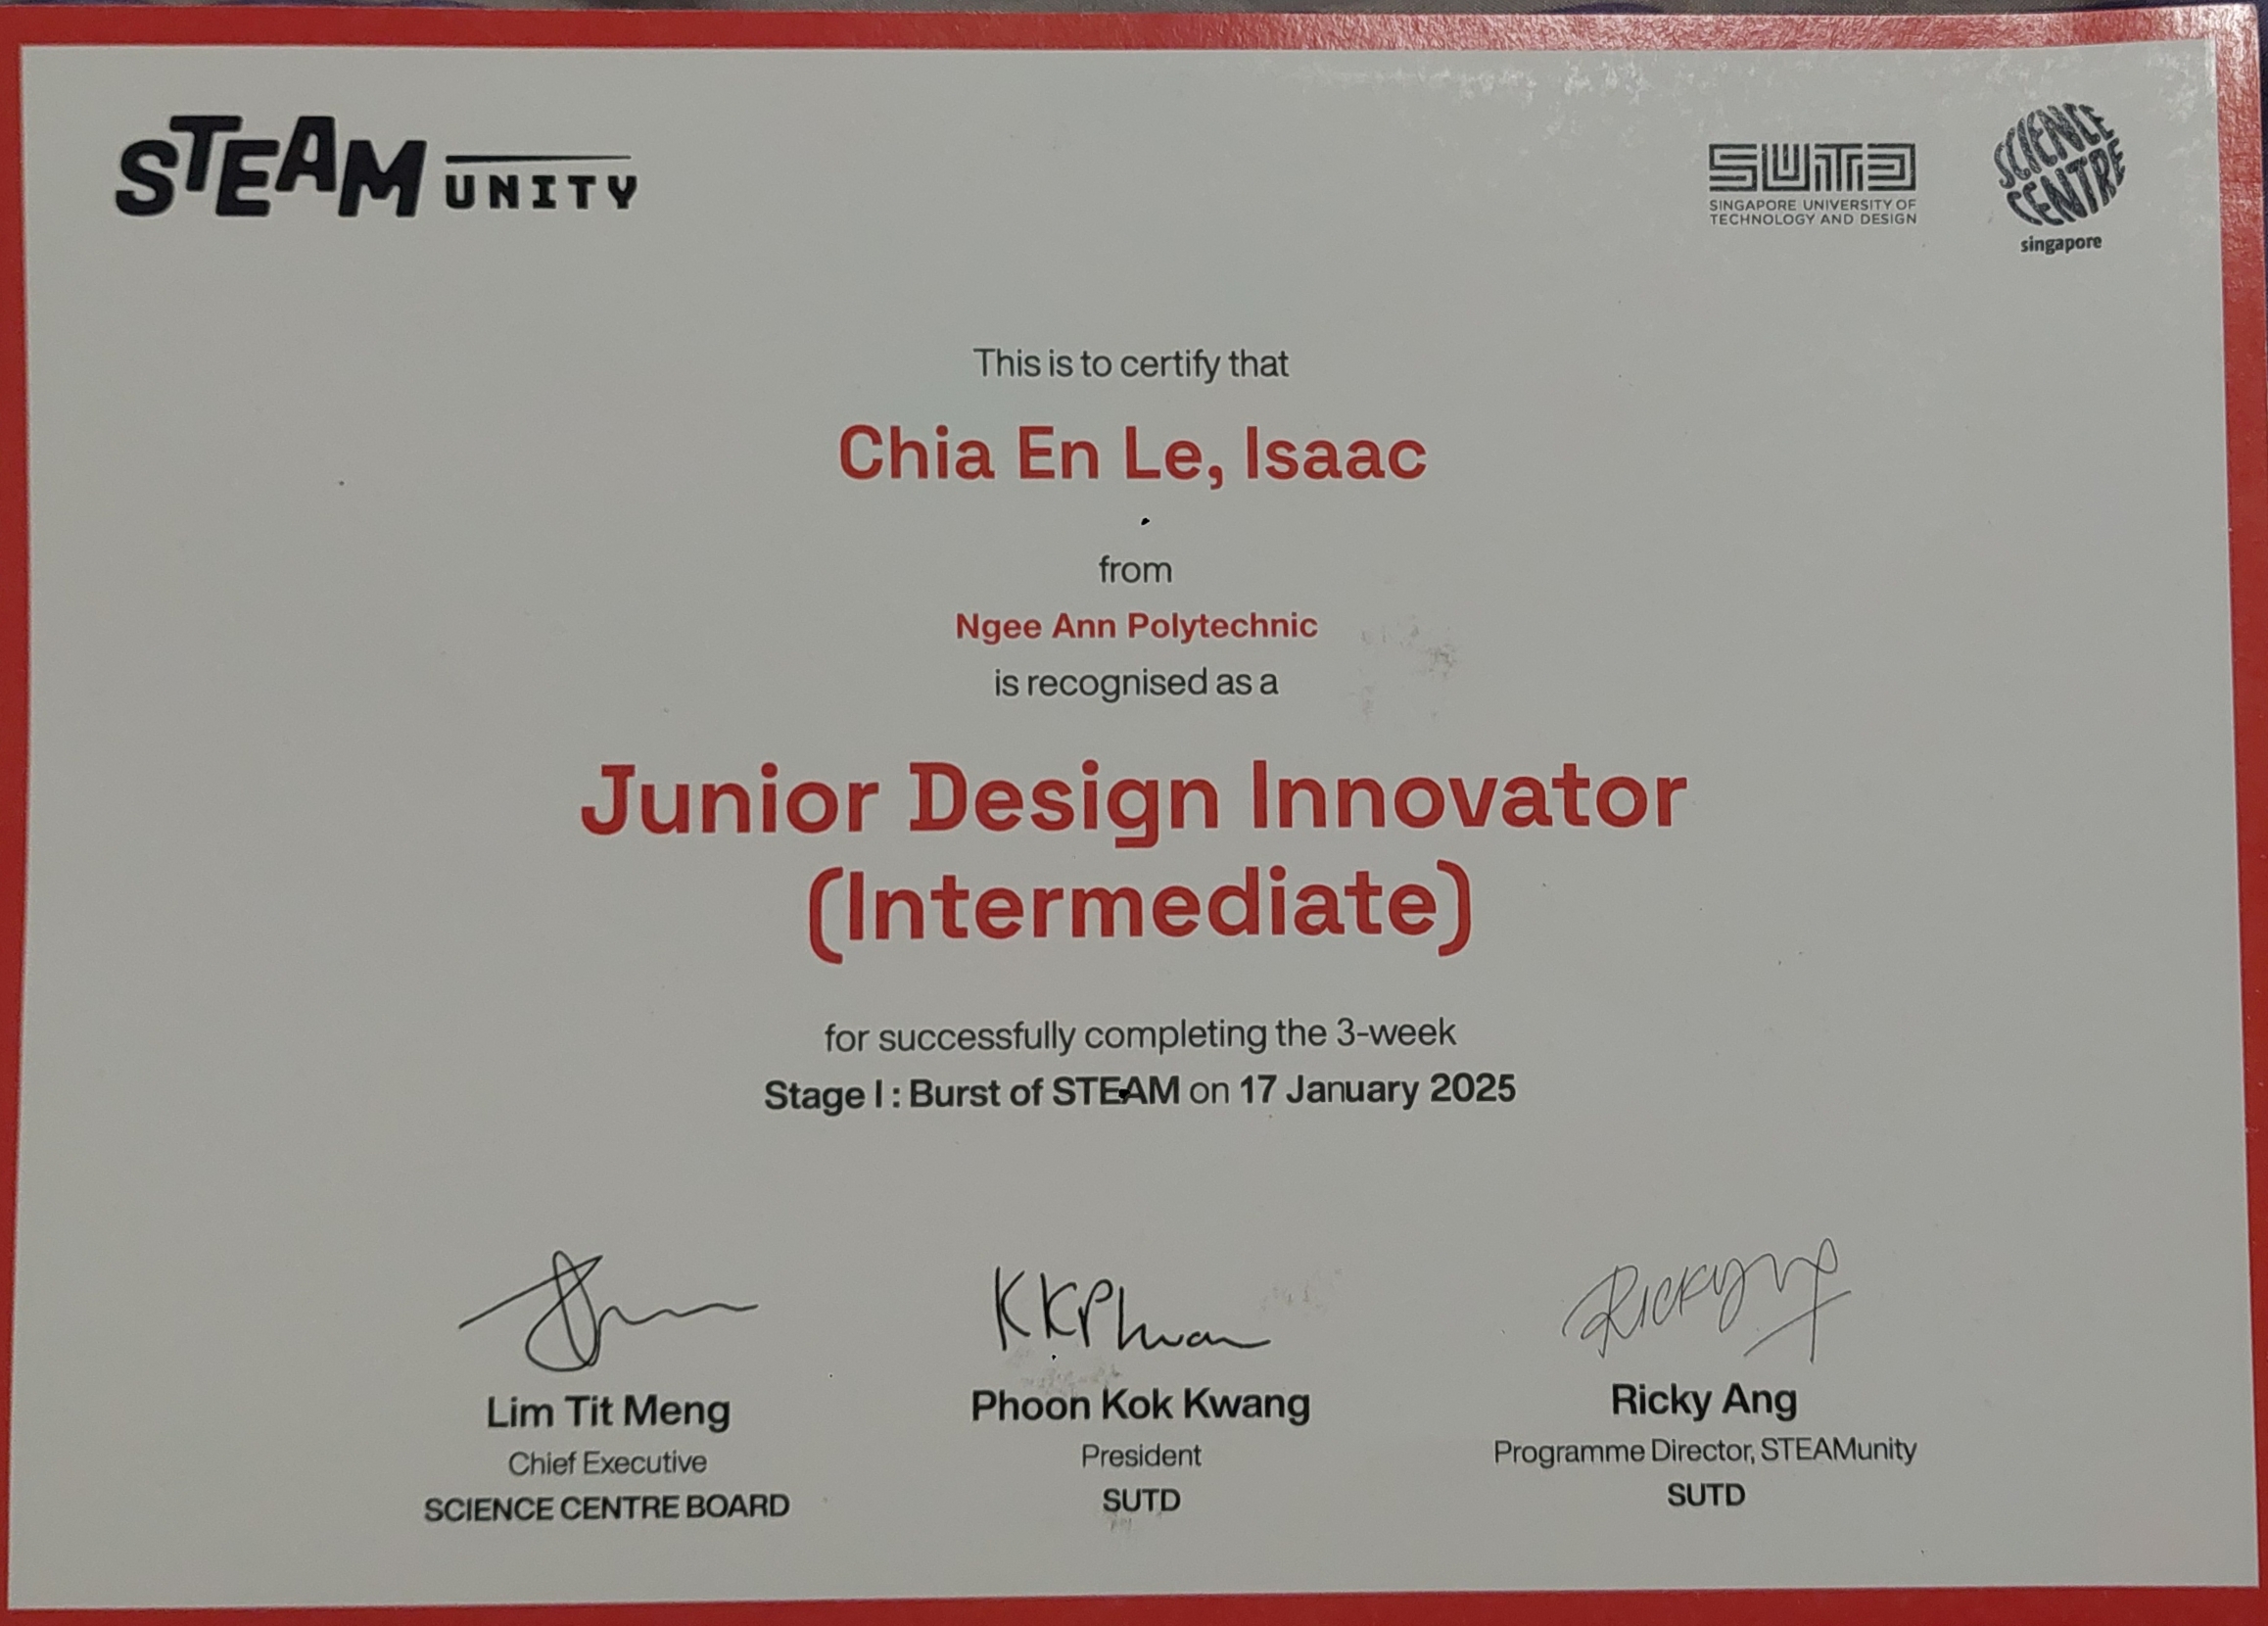 STEAM UNITY
SUTD
SINGAPORE UNIVERSITY OF
TECHNOLOGY AND DESIGN
SCIENCE
CENTRE
singapore
This is to certify that
Chia En Le, Isaac
from
Ngee Ann Polytechnic
is recognised as a
Junior Design Innovator
(Intermediate)
for successfully completing the 3-week
Stage I : Burst of STEAM on 17 January 2025
KKPhoon
Ricky Ang
Lim Tit Meng
Chief Executive
SCIENCE CENTRE BOARD
Phoon Kok Kwang
President
SUTD
Ricky Ang
Programme Director, STEAMunity
SUTD